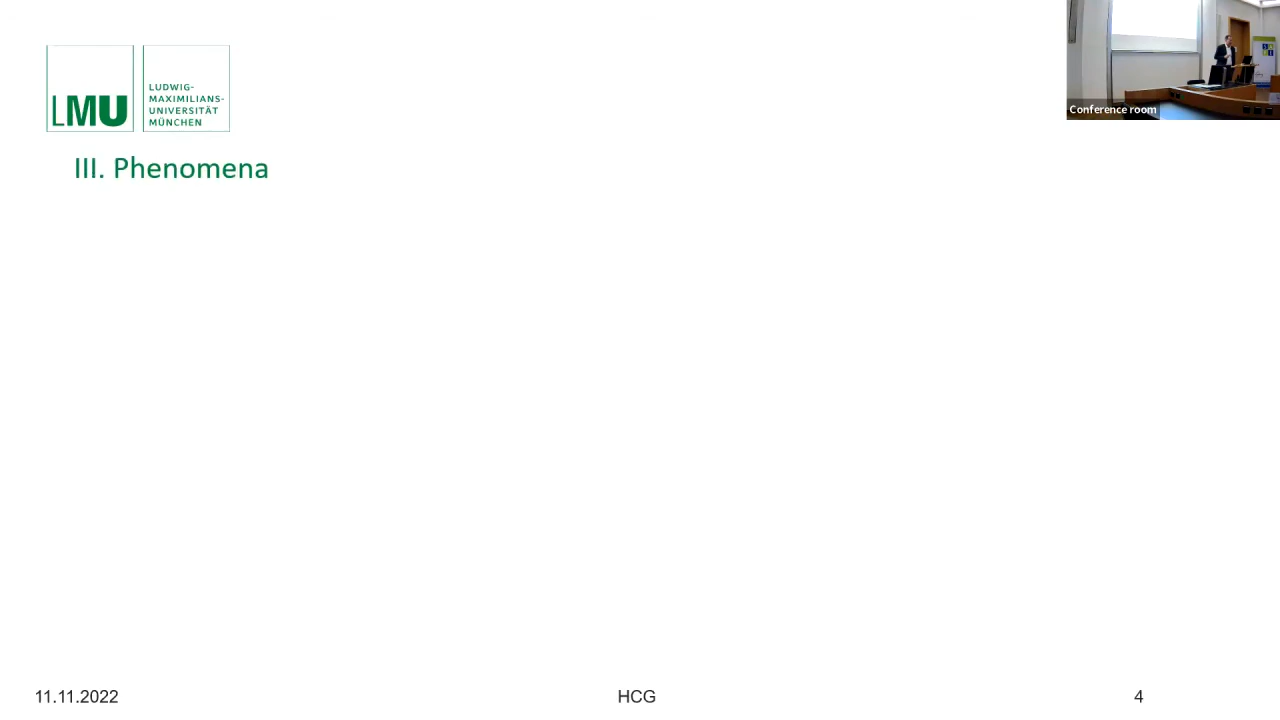 LMU
LUDWIG-
MAXIMILIANS-
UNIVERSITÄT
MÜNCHEN
Conference room
III. Phenomena
11.11.2022
HCG
4